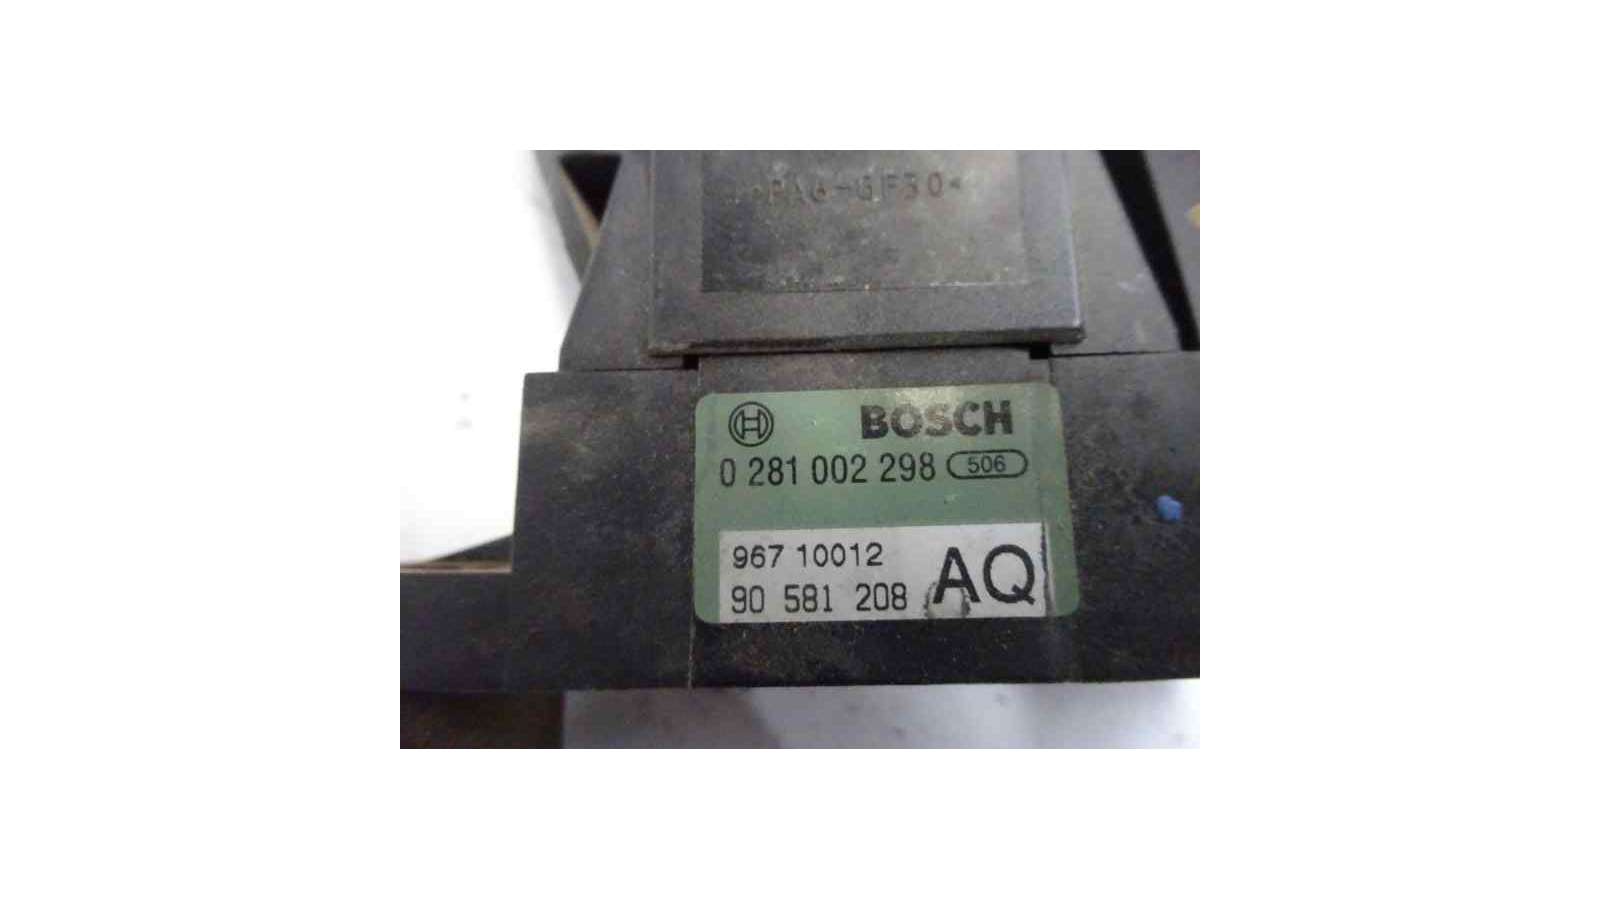 >PA6-GF30<
BOSCH
0 281 002 298 506
967 10012
90 581 208 AQ